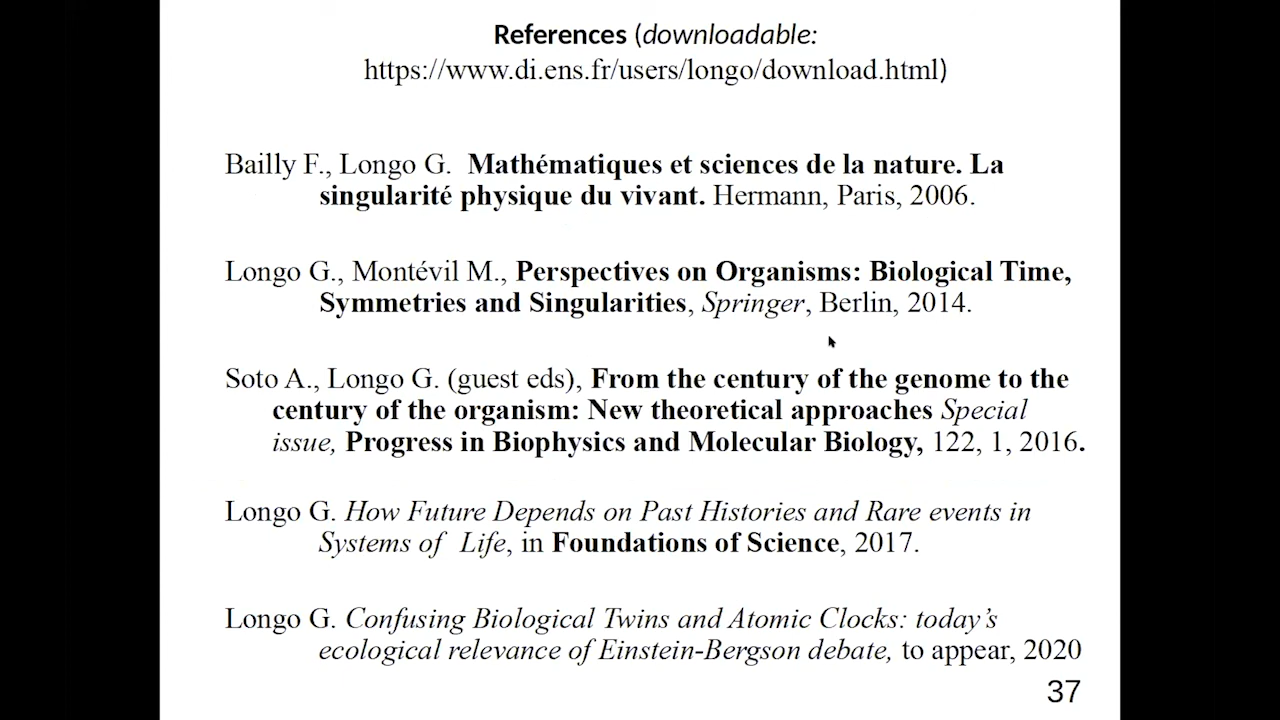 References (downloadable:
https://www.di.ens.fr/users/longo/download.html)
Bailly F., Longo G. Mathématiques et sciences de la nature. La
singularité physique du vivant. Hermann, Paris, 2006.
Longo G., Montévil M., Perspectives on Organisms: Biological Time,
Symmetries and Singularities, Springer, Berlin, 2014.
Soto A., Longo G. (guest eds), From the century of the genome to the
century of the organism: New theoretical approaches Special
issue, Progress in Biophysics and Molecular Biology, 122, 1, 2016.
Longo G. How Future Depends on Past Histories and Rare events in
Systems of Life, in Foundations of Science, 2017.
Longo G. Confusing Biological Twins and Atomic Clocks: today’s
ecological relevance of Einstein-Bergson debate, to appear, 2020
37